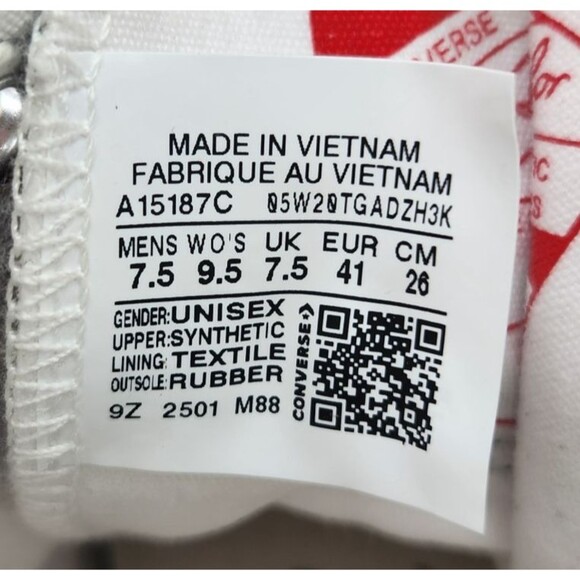 MADE IN VIETNAM
FABRIQUE AU VIETNAM
A15187C 05W20TGADZH3K
MENS WO'S UK EUR CM
7.5 9.5 7.5 41 26
GENDER:UNISEX
UPPER:SYNTHETIC
LINING:TEXTILE
OUTSOLE:RUBBER
9Z 2501 M88
CONVERSE